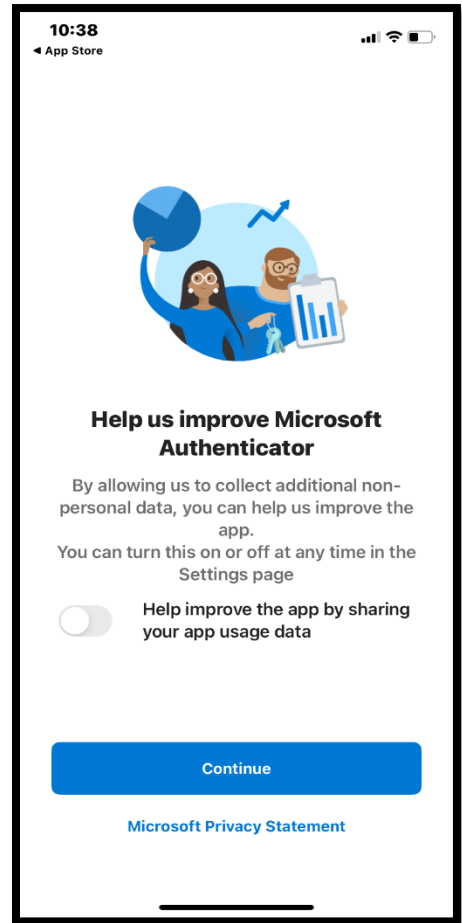 10:38
◀ App Store
Help us improve Microsoft
Authenticator
By allowing us to collect additional non-
personal data, you can help us improve the
app.
You can turn this on or off at any time in the
Settings page
Help improve the app by sharing
your app usage data
Continue
Microsoft Privacy Statement